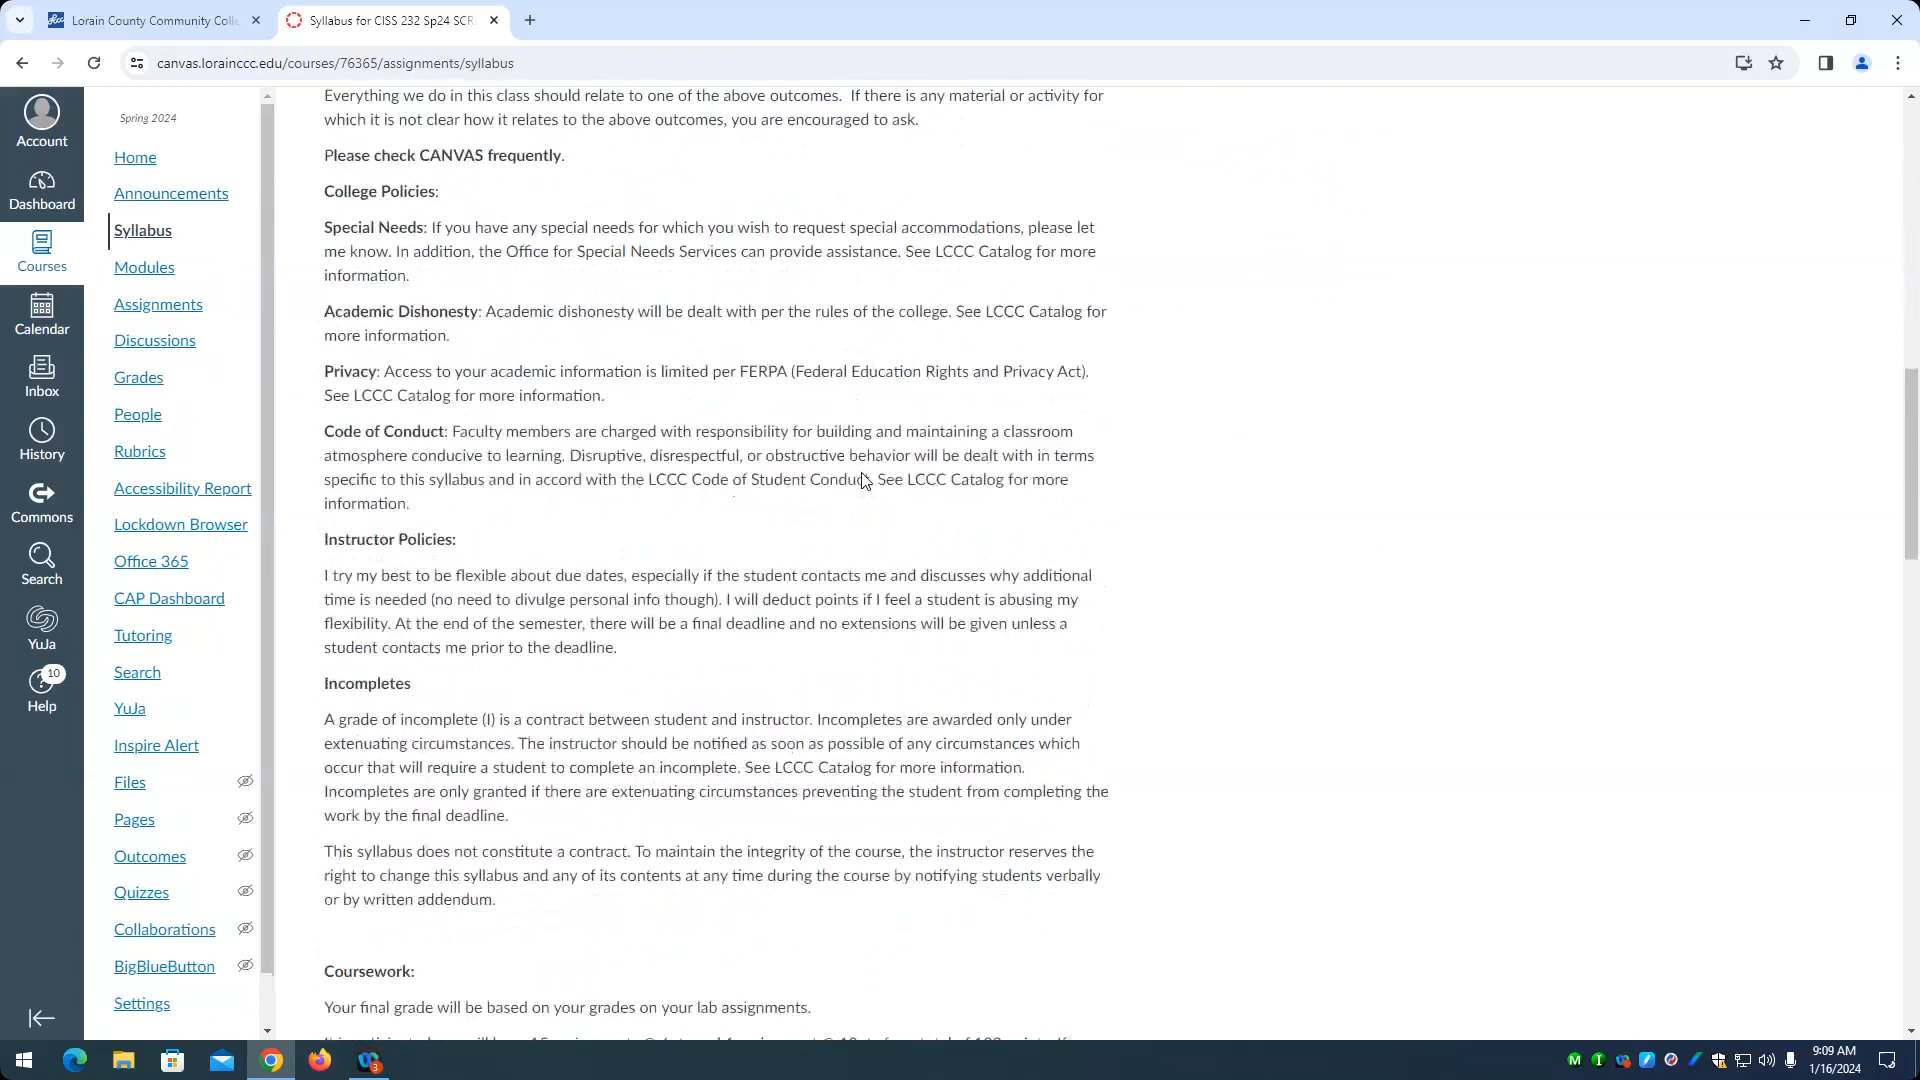 Lorain County Community Colle
Syllabus for CISS 232 Sp24 SCR
canvas.lorainccc.edu/courses/76365/assignments/syllabus
Account
Dashboard
Courses
Calendar
Inbox
History
Commons
Search
YuJa
10
Help
Spring 2024
Home
Announcements
Syllabus
Modules
Assignments
Discussions
Grades
People
Rubrics
Accessibility Report
Lockdown Browser
Office 365
CAP Dashboard
Tutoring
Search
YuJa
Inspire Alert
Files
Pages
Outcomes
Quizzes
Collaborations
BigBlueButton
Settings
Everything we do in this class should relate to one of the above outcomes. If there is any material or activity for
which it is not clear how it relates to the above outcomes, you are encouraged to ask.
Please check CANVAS frequently.
College Policies:
Special Needs: If you have any special needs for which you wish to request special accommodations, please let
me know. In addition, the Office for Special Needs Services can provide assistance. See LCCC Catalog for more
information.
Academic Dishonesty: Academic dishonesty will be dealt with per the rules of the college. See LCCC Catalog for
more information.
Privacy: Access to your academic information is limited per FERPA (Federal Education Rights and Privacy Act).
See LCCC Catalog for more information.
Code of Conduct: Faculty members are charged with responsibility for building and maintaining a classroom
atmosphere conducive to learning. Disruptive, disrespectful, or obstructive behavior will be dealt with in terms
specific to this syllabus and in accord with the LCCC Code of Student Conduct. See LCCC Catalog for more
information.
Instructor Policies:
I try my best to be flexible about due dates, especially if the student contacts me and discusses why additional
time is needed (no need to divulge personal info though). I will deduct points if I feel a student is abusing my
flexibility. At the end of the semester, there will be a final deadline and no extensions will be given unless a
student contacts me prior to the deadline.
Incompletes
A grade of incomplete (I) is a contract between student and instructor. Incompletes are awarded only under
extenuating circumstances. The instructor should be notified as soon as possible of any circumstances which
occur that will require a student to complete an incomplete. See LCCC Catalog for more information.
Incompletes are only granted if there are extenuating circumstances preventing the student from completing the
work by the final deadline.
This syllabus does not constitute a contract. To maintain the integrity of the course, the instructor reserves the
right to change this syllabus and any of its contents at any time during the course by notifying students verbally
or by written addendum.
Coursework:
Your final grade will be based on your grades on your lab assignments.
3
9:09 AM
1/16/2024